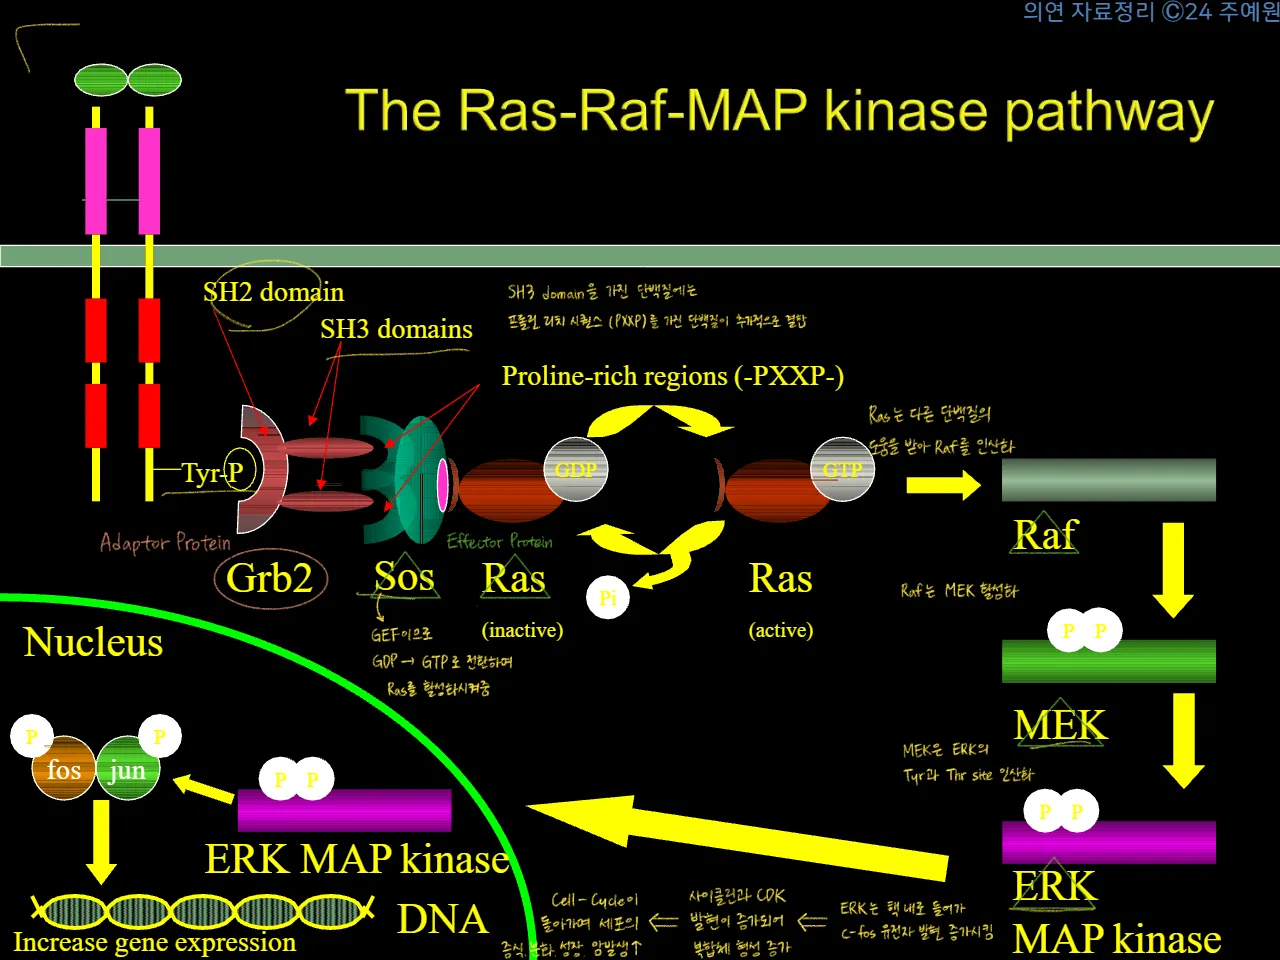 의연 자료정리 ©24 주예원
The Ras-Raf-MAP kinase pathway
SH2 domain
SH3 domains
SH3 domain을 가진 단백질에는
프롤린 리치 시퀀스 (PXXP)를 가진 단백질이 추가적으로 결합
Proline-rich regions (-PXXP-)
Ras는 다른 단백질의
도움을 받아 Raf를 인산화
Tyr-P
GDP
GTP
Adaptor Protein
Grb2
Sos
Effector Protein
Ras
(inactive)
Pi
Ras
(active)
Raf
GEF이므로
GDP → GTP로 전환하여
Ras를 활성화시켜줌
Raf는 MEK 활성화
P P
MEK
MEK은 ERK의
Tyr과 Thr site 인산화
P P
ERK
MAP kinase
ERK는 핵 내로 들어가
c-fos 유전자 발현 증가시킴
⇐
사이클린과 CDK
발현이 증가되어
복합체 형성 증가
⇐
Cell-Cycle이
돌아가며 세포의
증식, 분화, 성장, 암발생↑
Nucleus
P P
fos jun
P P
ERK MAP kinase
DNA
Increase gene expression